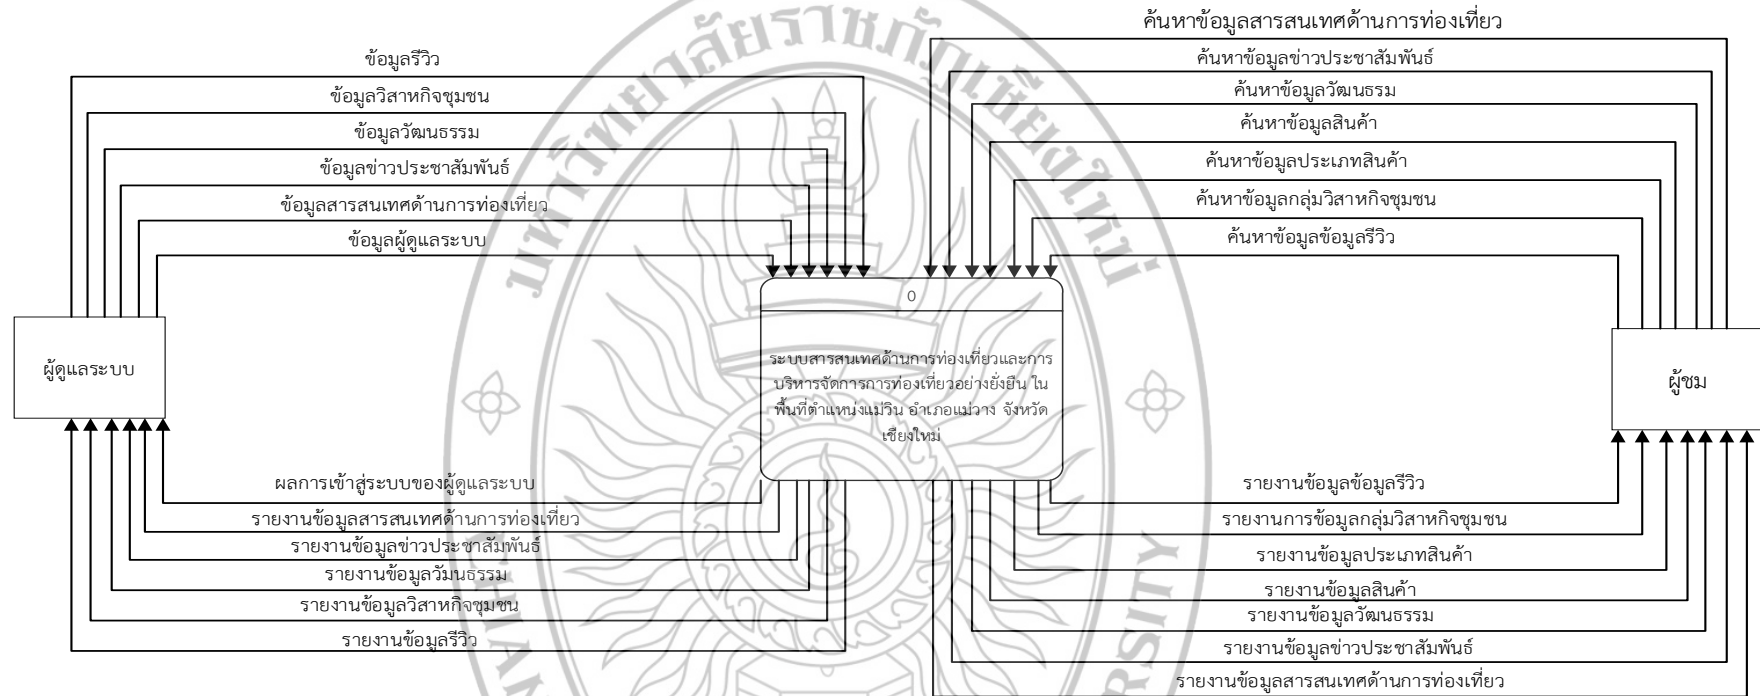 ค้นหาข้อมูลสารสนเทศด้านการท่องเที่ยว
ค้นหาข้อมูลข่าวประชาสัมพันธ์
ค้นหาข้อมูลวัฒนธรม
ค้นหาข้อมูลสินค้า
ค้นหาข้อมูลประเภทสินค้า
ค้นหาข้อมูลกลุ่มวิสาหกิจชุมชน
ค้นหาข้อมูลข้อมูลรีวิว
ข้อมูลรีวิว
ข้อมูลวิสาหกิจชุมชน
ข้อมูลวัฒนธรรม
ข้อมูลข่าวประชาสัมพันธ์
ข้อมูลสารสนเทศด้านการท่องเที่ยว
ข้อมูลผู้ดูแลระบบ
มหาวิทยาลัยราชภัฏเชียงใหม่
0
ผู้ดูแลระบบ
ระบบสารสนเทศด้านการท่องเที่ยวและการ
บริหารจัดการการท่องเที่ยวอย่างยั่งยืน ใน
พื้นที่ตำแหน่งแม่วิน อำเภอแม่วาง จังหวัด
เชียงใหม่
ผู้ชม
ผลการเข้าสู่ระบบของผู้ดูแลระบบ
รายงานข้อมูลสารสนเทศด้านการท่องเที่ยว
รายงานข้อมูลข่าวประชาสัมพันธ์
รายงานข้อมูลวัมนธรรม
รายงานข้อมูลวิสาหกิจชุมชน
รายงานข้อมูลรีวิว
รายงานข้อมูลข้อมูลรีวิว
รายงานการข้อมูลกลุ่มวิสาหกิจชุมชน
รายงานข้อมูลประเภทสินค้า
รายงานข้อมูลสินค้า
รายงานข้อมูลวัฒนธรรม
รายงานข้อมูลข่าวประชาสัมพันธ์
รายงานข้อมูลสารสนเทศด้านการท่องเที่ยว